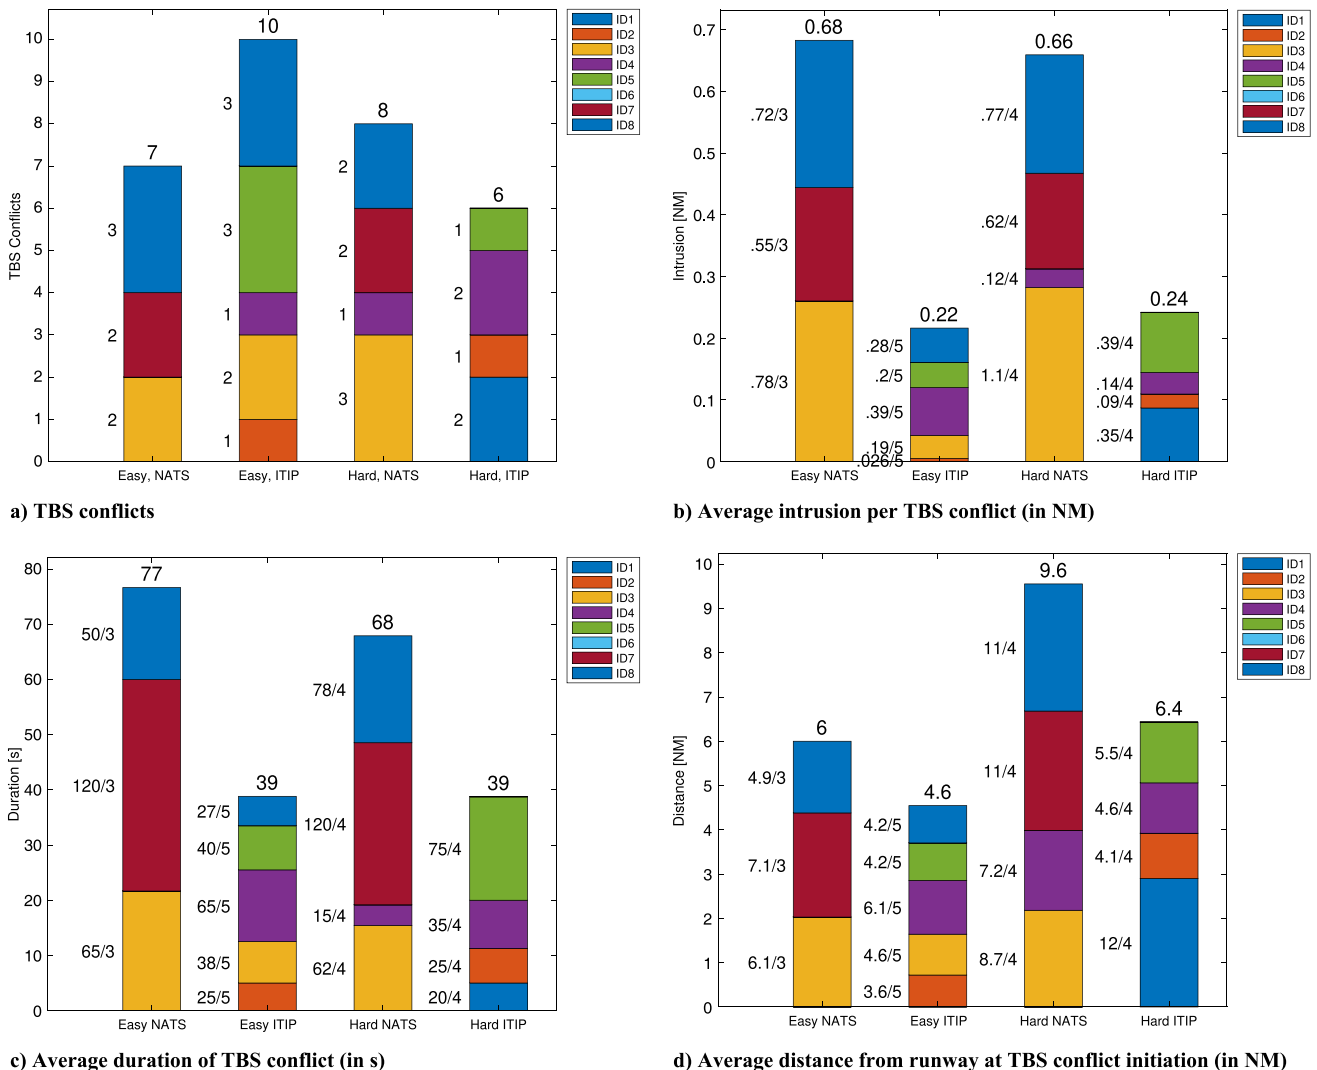 10
9
8
7
6
5
4
3
2
1
0
TBS Conflicts
7
3
2
2
10
3
3
1
2
1
8
2
2
1
3
6
1
2
1
2
Easy, NATS
Easy, ITIP
Hard, NATS
Hard, ITIP
ID1
ID2
ID3
ID4
ID5
ID6
ID7
ID8
a) TBS conflicts
0.7
0.6
0.5
0.4
0.3
0.2
0.1
0
Intrusion [NM]
0.68
.72/3
.55/3
.78/3
0.22
.28/5
.2/5
.39/5
.19/5
.026/5
0.66
.77/4
.62/4
.12/4
1.1/4
0.24
.39/4
.14/4
.09/4
.35/4
Easy NATS
Easy ITIP
Hard NATS
Hard ITIP
ID1
ID2
ID3
ID4
ID5
ID6
ID7
ID8
b) Average intrusion per TBS conflict (in NM)
80
70
60
50
40
30
20
10
0
Duration [s]
77
50/3
120/3
65/3
39
27/5
40/5
65/5
38/5
25/5
68
78/4
120/4
15/4
62/4
39
75/4
35/4
25/4
20/4
Easy NATS
Easy ITIP
Hard NATS
Hard ITIP
ID1
ID2
ID3
ID4
ID5
ID6
ID7
ID8
c) Average duration of TBS conflict (in s)
10
9
8
7
6
5
4
3
2
1
0
Distance [NM]
6
4.9/3
7.1/3
6.1/3
4.6
4.2/5
4.2/5
6.1/5
4.6/5
3.6/5
9.6
11/4
11/4
7.2/4
8.7/4
6.4
5.5/4
4.6/4
4.1/4
12/4
Easy NATS
Easy ITIP
Hard NATS
Hard ITIP
ID1
ID2
ID3
ID4
ID5
ID6
ID7
ID8
d) Average distance from runway at TBS conflict initiation (in NM)